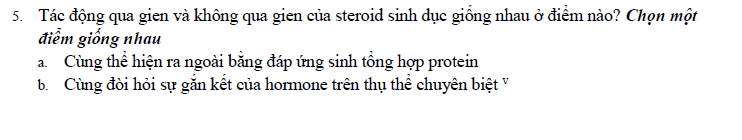 5. Tác động qua gien và không qua gien của steroid sinh dục giống nhau ở điểm nào? Chọn một
điểm giống nhau
a. Cùng thể hiện ra ngoài bằng đáp ứng sinh tổng hợp protein
b. Cùng đòi hỏi sự gắn kết của hormone trên thụ thể chuyên biệt v